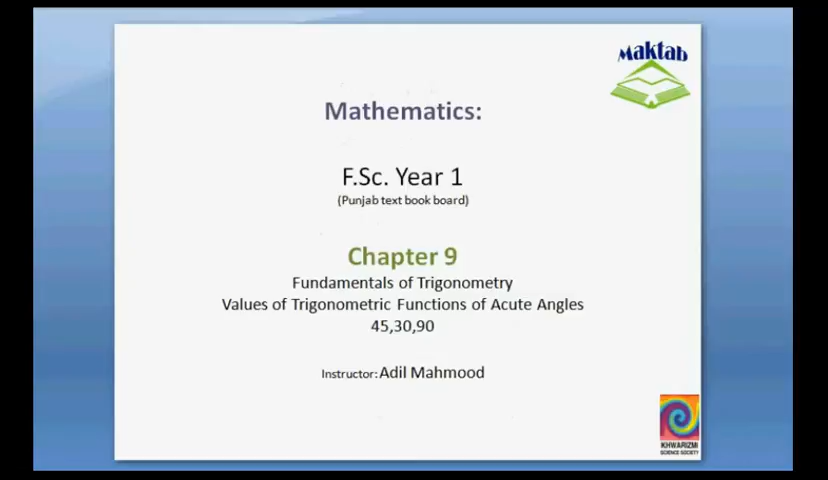 Maktab
Mathematics:
F.Sc. Year 1
(Punjab text book board)
Chapter 9
Fundamentals of Trigonometry
Values of Trigonometric Functions of Acute Angles
45,30,90
Instructor: Adil Mahmood
KHWARIZMI
SCIENCE SOCIETY